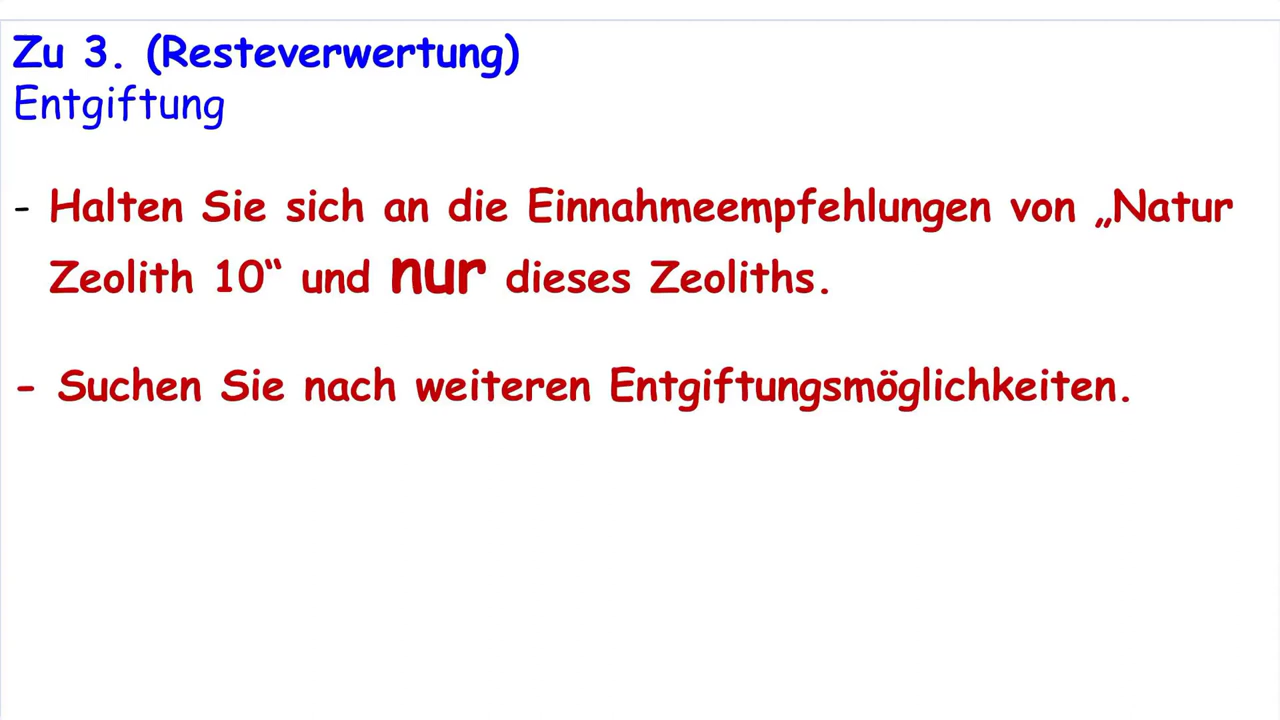 Zu 3. (Resteverwertung)
Entgiftung
- Halten Sie sich an die Einnahmeempfehlungen von „Natur
Zeolith 10“ und nur dieses Zeoliths.
- Suchen Sie nach weiteren Entgiftungsmöglichkeiten.